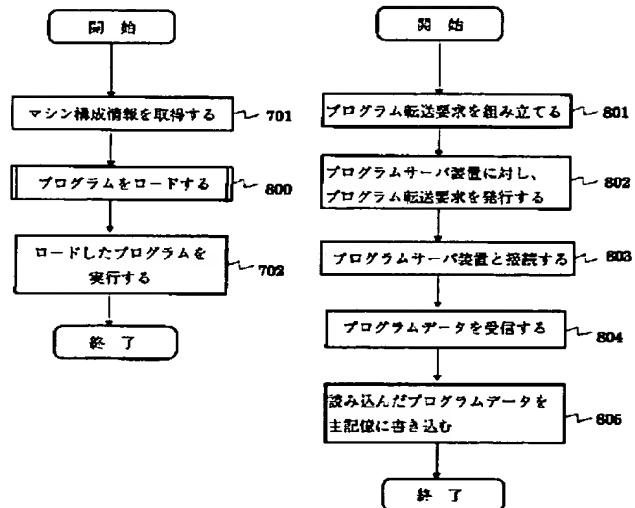 開 始
マシン構成情報を取得する
701
プログラムをロードする
800
ロードしたプログラムを
実行する
702
終 了
開 始
プログラム転送要求を組み立てる
801
プログラムサーバ装置に対し、
プログラム転送要求を発行する
802
プログラムサーバ装置と接続する
803
プログラムデータを受信する
804
読み込んだプログラムデータを
主記憶に書き込む
805
終 了